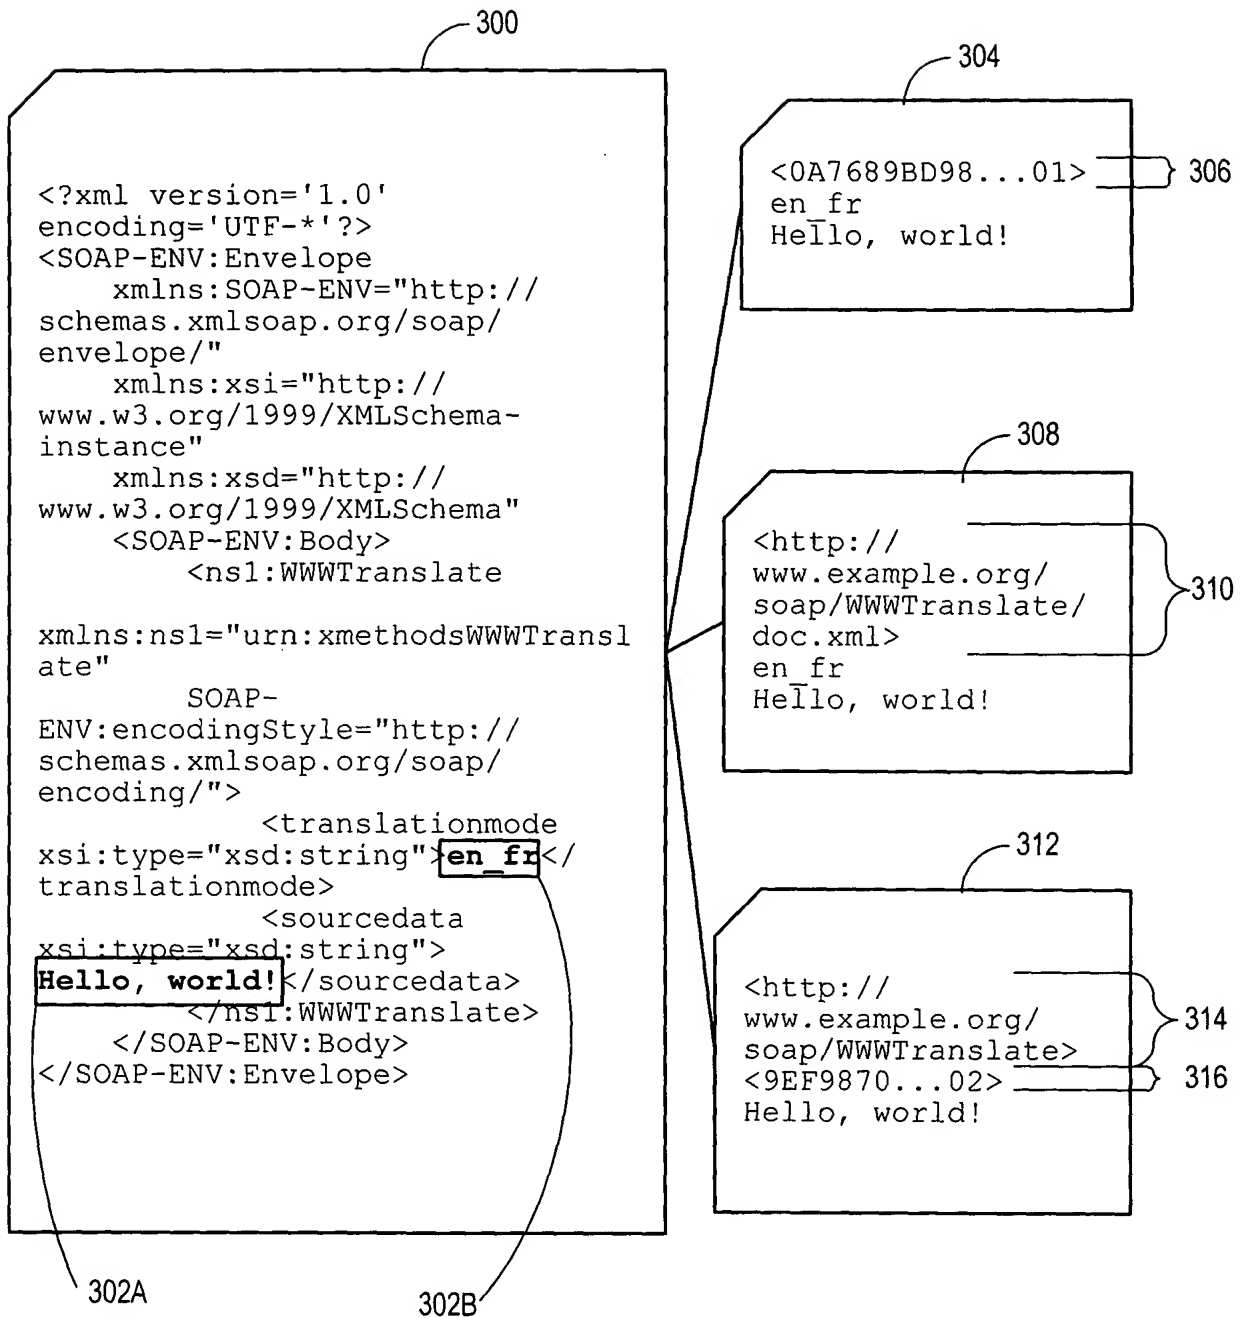 300
<?xml version='1.0'
encoding='UTF-*'?>
<SOAP-ENV:Envelope
xmlns:SOAP-ENV="http://
schemas.xmlsoap.org/soap/
envelope/"
xmlns:xsi="http://
www.w3.org/1999/XMLSchema-
instance"
xmlns:xsd="http://
www.w3.org/1999/XMLSchema"
<SOAP-ENV:Body>
<ns1:WWWTranslate
xmlns:ns1="urn:xmethodsWWWTransl
ate"
SOAP-
ENV:encodingStyle="http://
schemas.xmlsoap.org/soap/
encoding/">
<translationmode
xsi:type="xsd:string">en_fr</
translationmode>
<sourcedata
xsi:type="xsd:string">
Hello, world!</sourcedata>
</ns1:WWWTranslate>
</SOAP-ENV:Body>
</SOAP-ENV:Envelope>
302A
302B
304
<0A7689BD98...01>
306
en_fr
Hello, world!
308
<http://
www.example.org/
soap/WWWTranslate/
doc.xml>
310
en_fr
Hello, world!
312
<http://
www.example.org/
soap/WWWTranslate>
314
<9EF9870...02>
316
Hello, world!